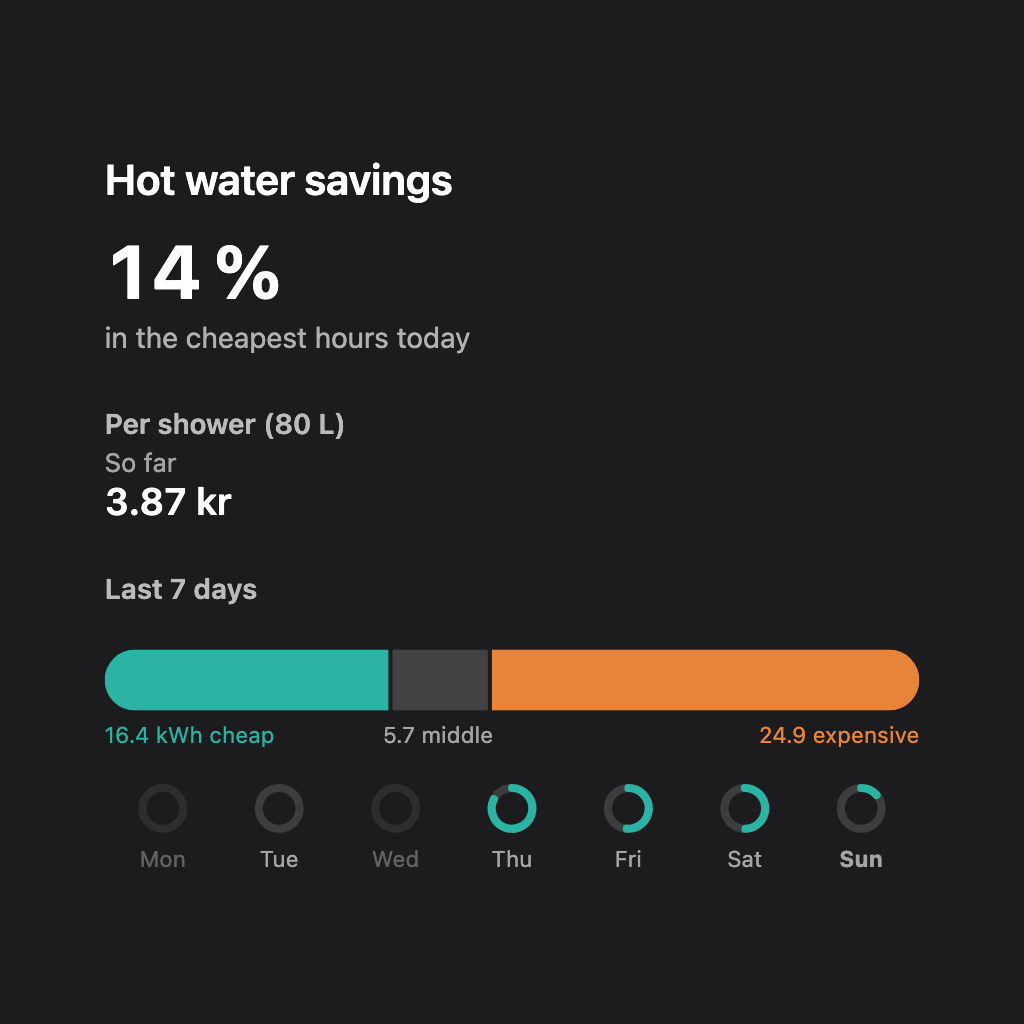 Hot water savings
14 %
in the cheapest hours today
Per shower (80 L)
So far
3.87 kr
Last 7 days
16.4 kWh cheap 5.7 middle 24.9 expensive
Mon Tue Wed Thu Fri Sat Sun